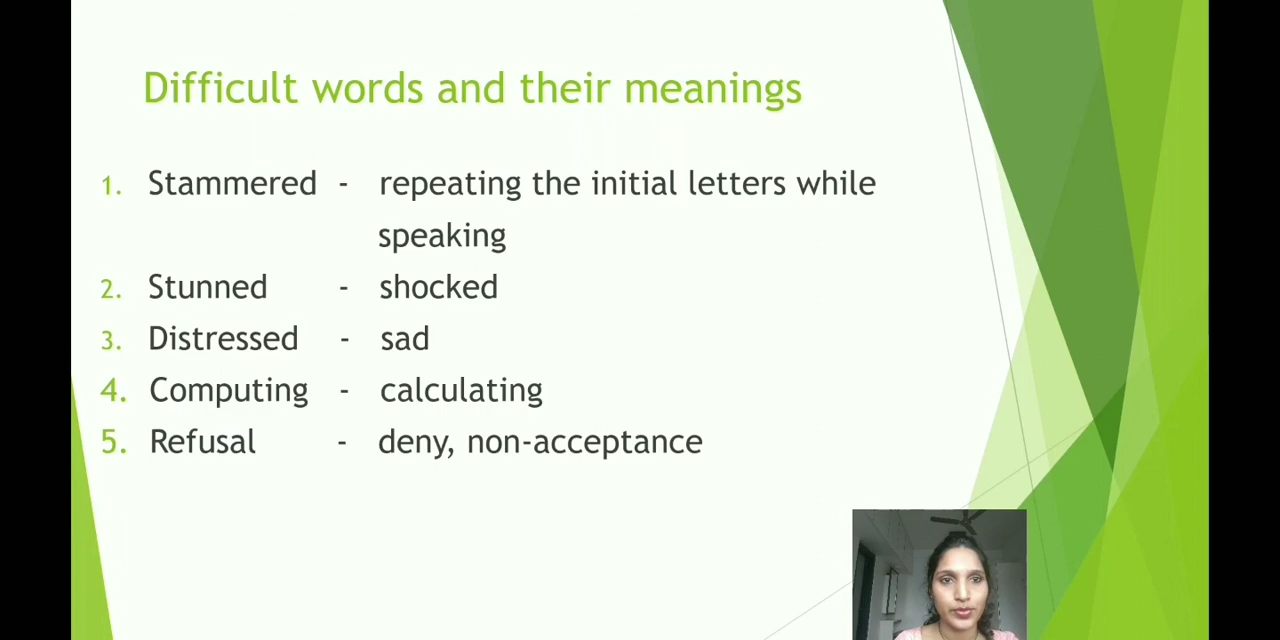 Difficult words and their meanings
1. Stammered - repeating the initial letters while
speaking
2. Stunned - shocked
3. Distressed - sad
4. Computing - calculating
5. Refusal - deny, non-acceptance